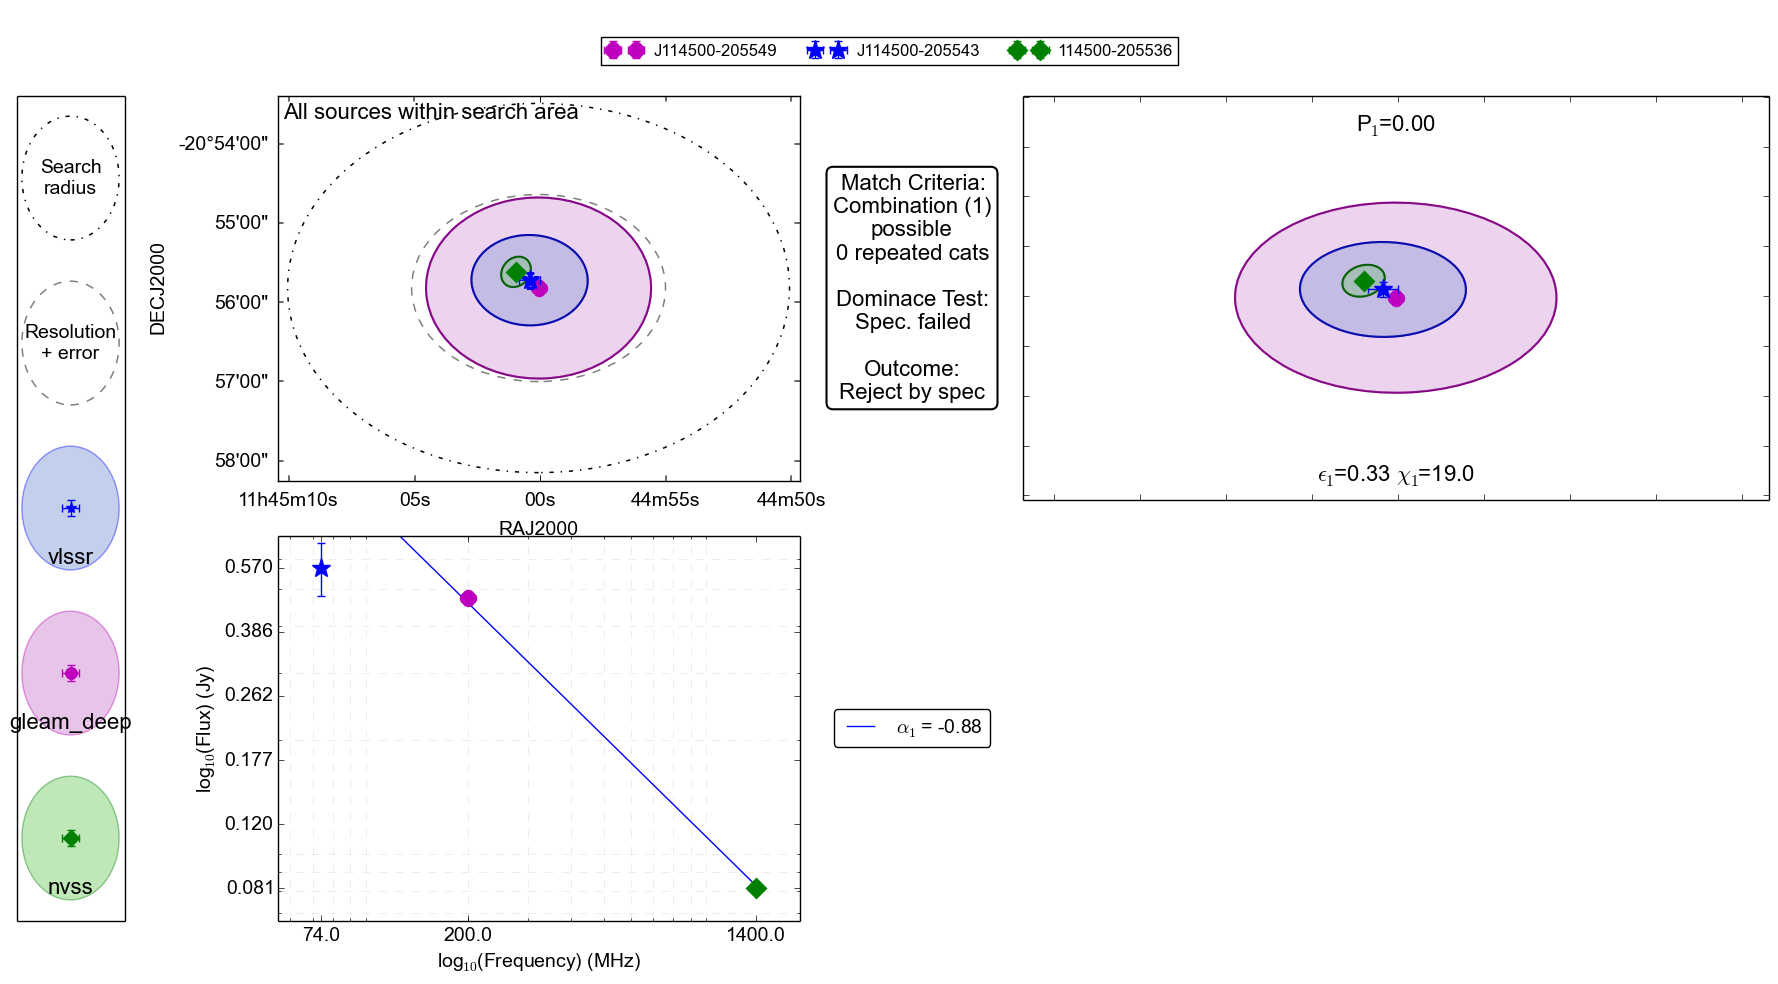 J114500-205549 J114500-205543 114500-205536
Search
radius
Resolution
+ error
vlssr
gleam_deep
nvss
All sources within search area
DECJ2000
-20°54'00"
55'00"
56'00"
57'00"
58'00"
11h45m10s 05s 00s 44m55s 44m50s
RAJ2000
Match Criteria:
Combination (1)
possible
0 repeated cats
Dominace Test:
Spec. failed
Outcome:
Reject by spec
P₁=0.00
ϵ₁=0.33 χ₁=19.0
log₁₀(Flux) (Jy)
0.570
0.386
0.262
0.177
0.120
0.081
74.0 200.0 1400.0
log₁₀(Frequency) (MHz)
α₁ = -0.88